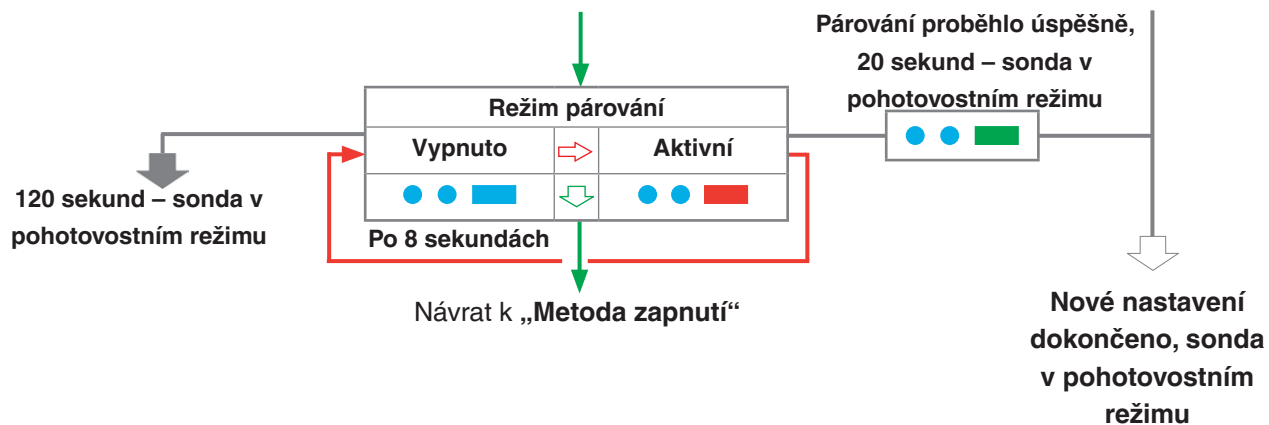 Párování proběhlo úspěšně,
20 sekund – sonda v
pohotovostním režimu
Režim párování
Vypnuto
Aktivní
120 sekund – sonda v
pohotovostním režimu
Po 8 sekundách
Návrat k „Metoda zapnutí“
Nové nastavení
dokončeno, sonda
v pohotovostním
režimu